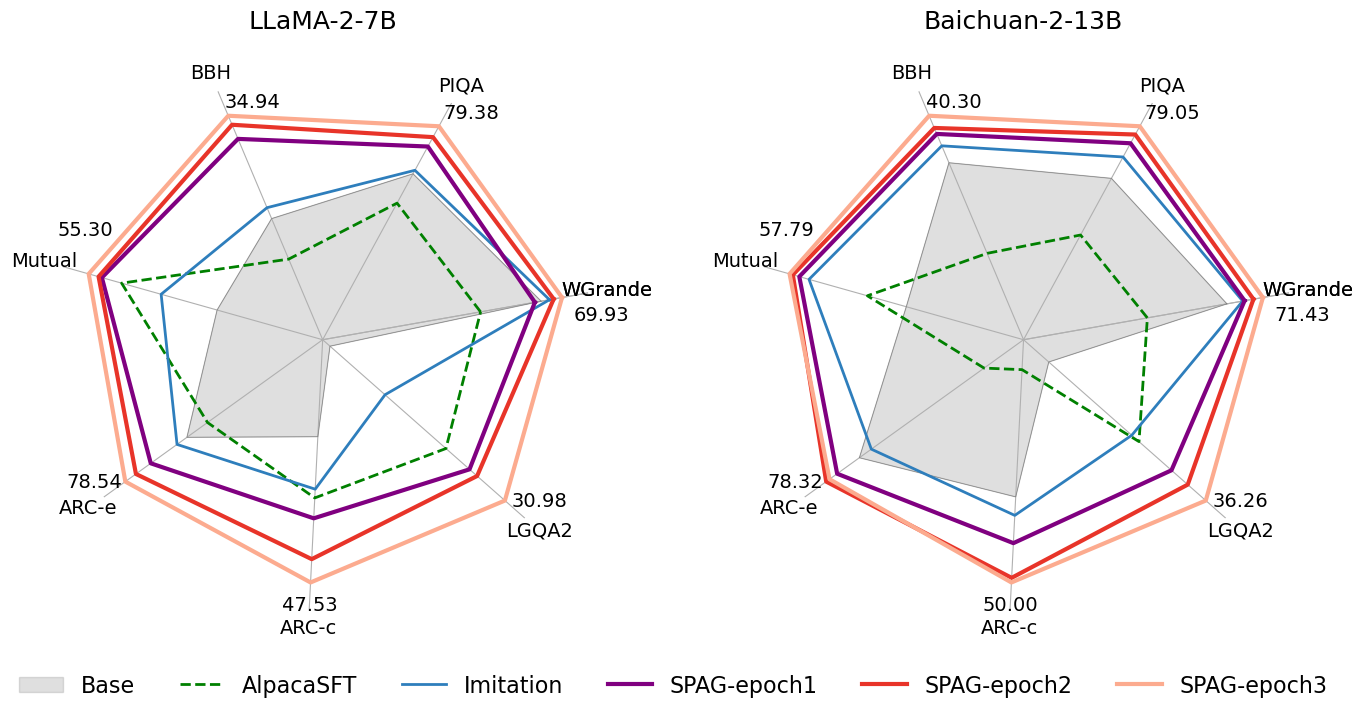 LLaMA-2-7B
BBH
34.94
PIQA
79.38
55.30
Mutual
WGrande
69.93
78.54
ARC-e
30.98
LGQA2
47.53
ARC-c
Baichuan-2-13B
BBH
40.30
PIQA
79.05
57.79
Mutual
WGrande
71.43
78.32
ARC-e
36.26
LGQA2
50.00
ARC-c
Base
AlpacaSFT
Imitation
SPAG-epoch1
SPAG-epoch2
SPAG-epoch3